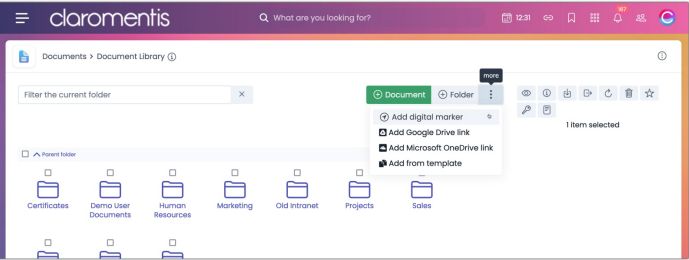 claromentis
What are you looking for?
12:31
187
Documents > Document Library
more
Filter the current folder
Document
Folder
1 item selected
Add digital marker
Add Google Drive link
Add Microsoft OneDrive link
Add from template
Parent folder
Certificates
Demo User Documents
Human Resources
Marketing
Old Intranet
Projects
Sales